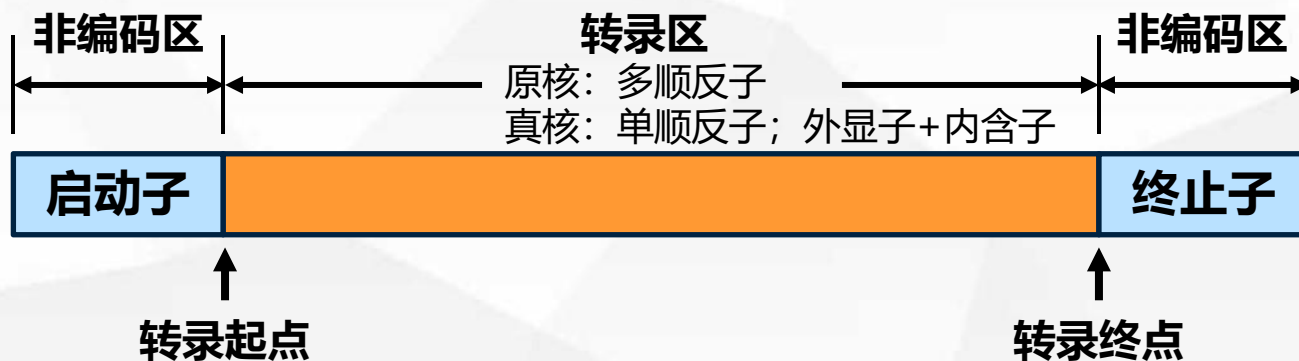 非编码区
转录区
非编码区
原核：多顺反子
真核：单顺反子；外显子+内含子
启动子
终止子
转录起点
转录终点